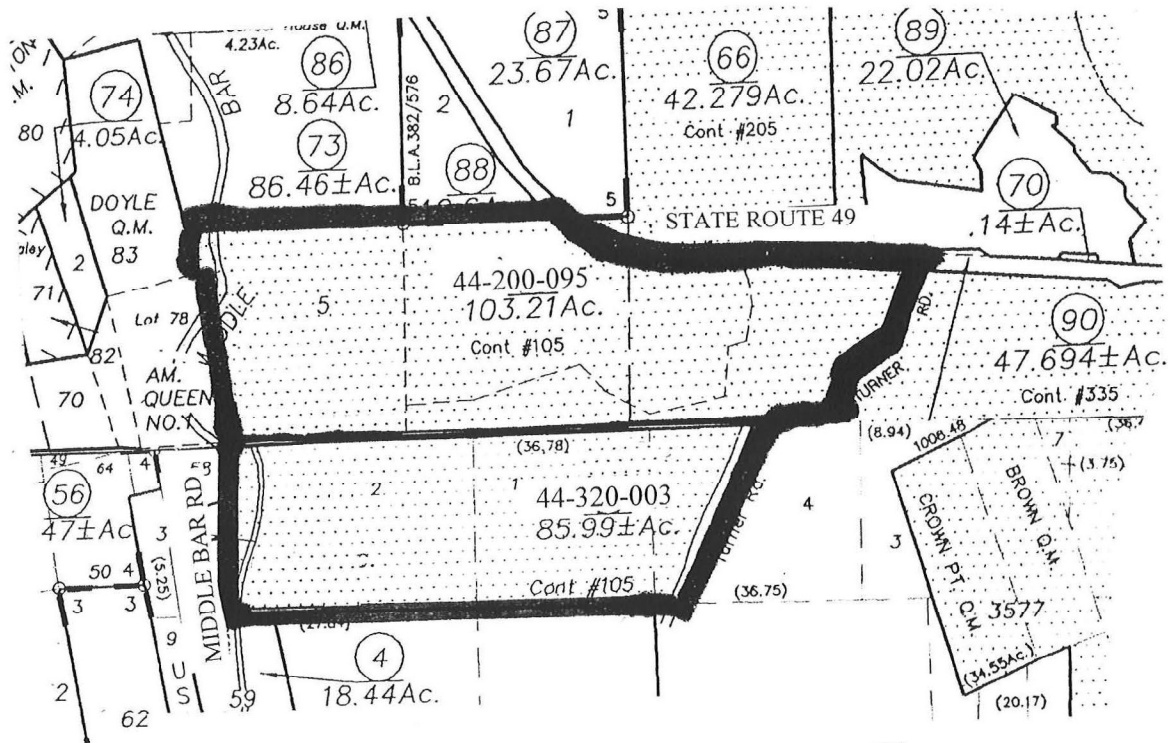 House Q.M.
4.23Ac.
ON
.M.
80
74
4.05Ac.
BAR
86
8.64Ac.
73
86.46±Ac.
B.L.A. 382/576
2
88
5
87
23.67Ac.
1
5
5
66
42.279Ac.
Cont #205
89
22.02Ac.
70
.14±Ac.
STATE ROUTE 49
DOYLE
Q.M.
83
2
71
82
Lot 78
MIDDLE
5
44-200-095
103.21Ac.
Cont #105
RD.
TURNER
90
47.694±Ac.
Cont. #335
70
AM.
QUEEN
NO.1
49
64
4
56
47±Ac
3
(5.25)
50
4
3
3
9
U
S
2
62
59
MIDDLE BAR RD.
(36.78)
2
1
44-320-003
85.99±Ac.
Cont #105
Turner Rd.
(8.94)
4
(36.75)
3
1008.48
7
(3.75)
(36.7
BROWN Q.M.
CROWN PT. Q.M.
3577
(34.55Ac.)
(20.17)
4
18.44Ac.